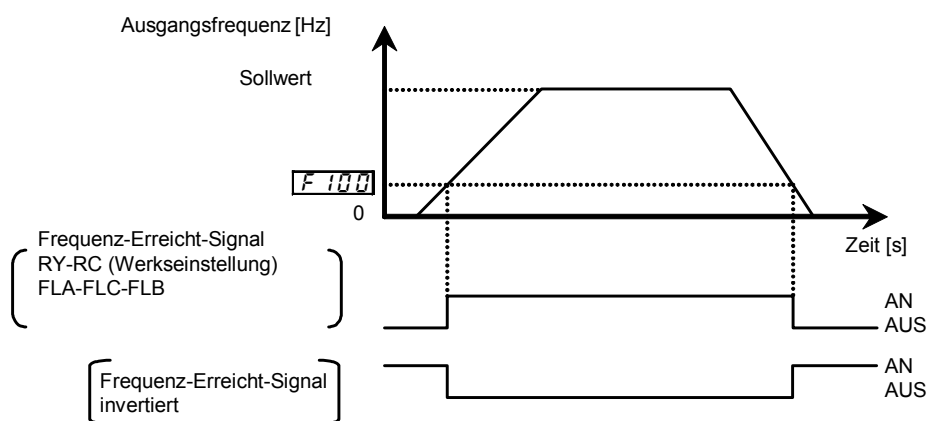 Ausgangsfrequenz [Hz]
Sollwert
F 100
0
Zeit [s]
Frequenz-Erreicht-Signal
RY-RC (Werkseinstellung)
FLA-FLC-FLB
AN
AUS
Frequenz-Erreicht-Signal
invertiert
AN
AUS